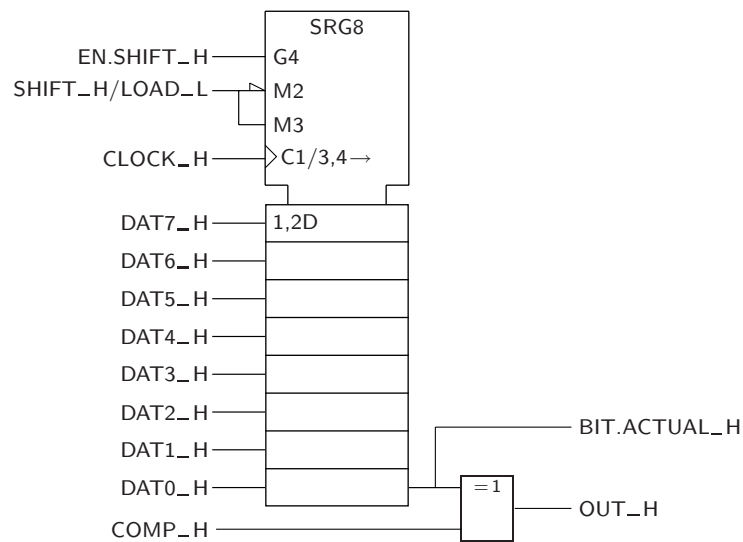 SRG8
EN.SHIFT_H G4
SHIFT_H/LOAD_L M2
M3
CLOCK_H C1/3,4→
DAT7_H 1,2D
DAT6_H
DAT5_H
DAT4_H
DAT3_H
DAT2_H
DAT1_H
BIT.ACTUAL_H
DAT0_H =1
OUT_H
COMP_H